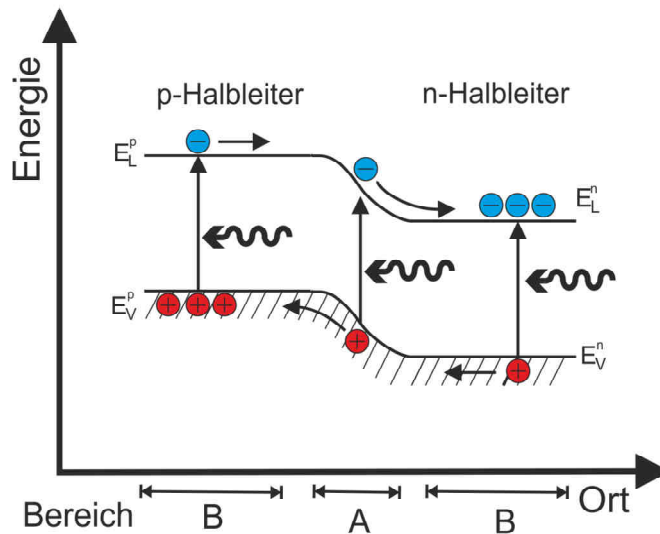 Energie
p-Halbleiter
n-Halbleiter
E_L^p
E_L^n
E_V^p
E_V^n
Bereich
B
A
B
Ort